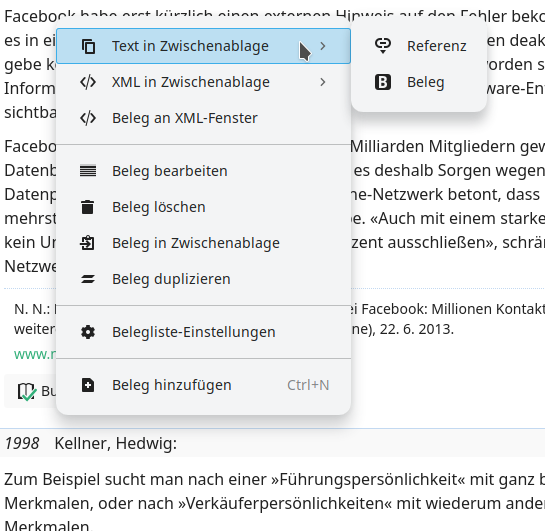 Facebook habe erst kürzlich einen externen Hinweis auf den Fehler
es in ei
en deak
gebe k
worden s
Inform
ware-Ent
sichtba
Text in Zwischenablage
XML in Zwischenablage
Beleg an XML-Fenster
Beleg bearbeiten
Beleg löschen
Beleg in Zwischenablage
Beleg duplizieren
Belegliste-Einstellungen
Beleg hinzufügen Ctrl+N
Referenz
Beleg
Facebo
Milliarden Mitgliedern gew
Datenb
es deshalb Sorgen wegen
Datenp
ne-Netzwerk betont, dass
mehrst
e. «Auch mit einem starke
kein Un
zent ausschließen», schrän
Netzwe
N. N.:
ei Facebook: Millionen Kontakt
weiter
ne), 22. 6. 2013.
www.n
Bu
1998 Kellner, Hedwig:
Zum Beispiel sucht man nach einer »Führungspersönlichkeit« mit ganz b
Merkmalen, oder nach »Verkäuferpersönlichkeiten« mit wiederum ande
Merkmalen.